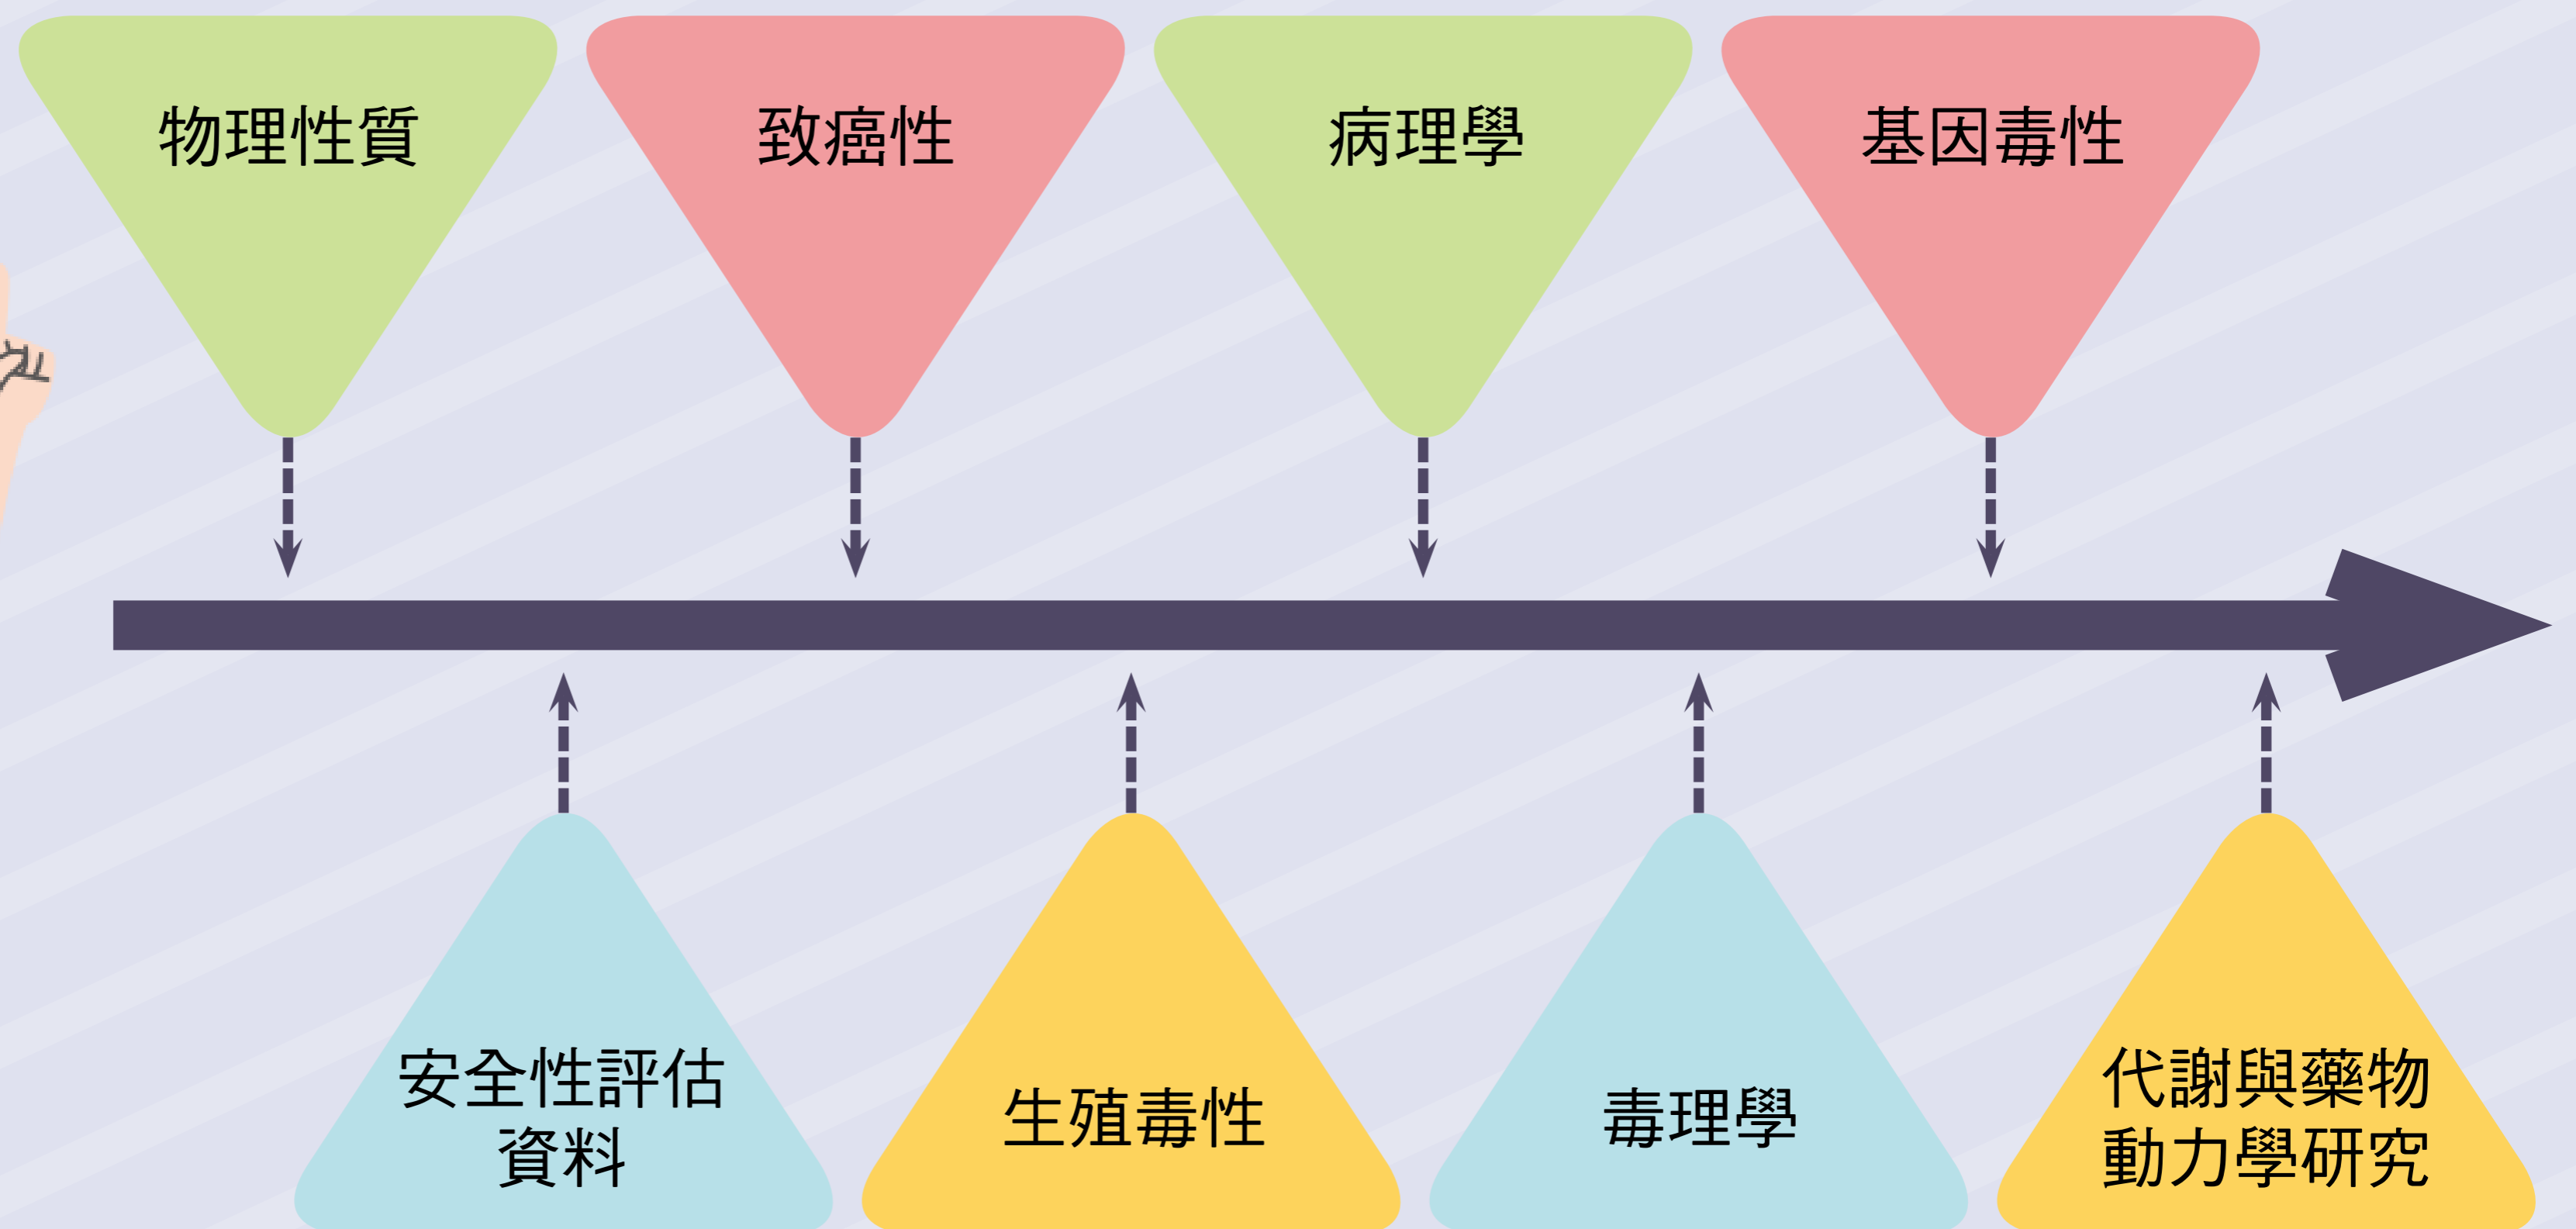 物理性質
致癌性
病理學
基因毒性
安全性評估
資料
生殖毒性
毒理學
代謝與藥物
動力學研究